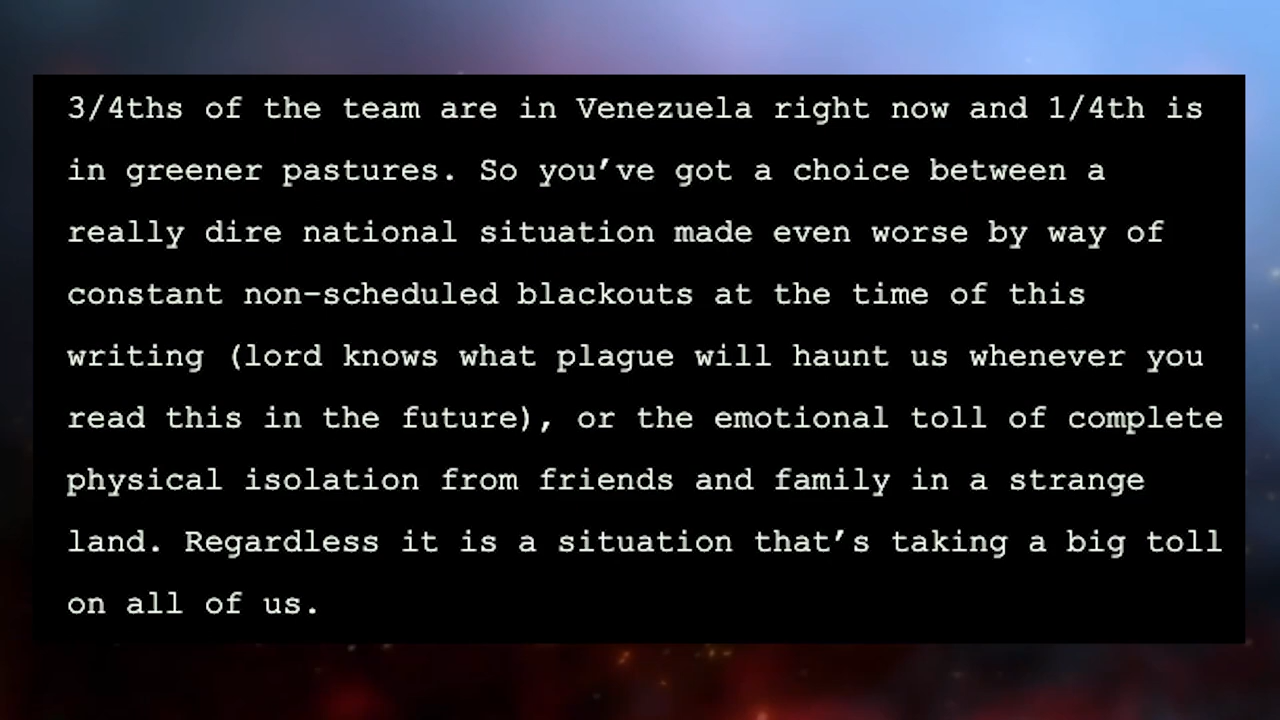 3/4ths of the team are in Venezuela right now and 1/4th is
in greener pastures. So you’ve got a choice between a
really dire national situation made even worse by way of
constant non-scheduled blackouts at the time of this
writing (lord knows what plague will haunt us whenever you
read this in the future), or the emotional toll of complete
physical isolation from friends and family in a strange
land. Regardless it is a situation that’s taking a big toll
on all of us.